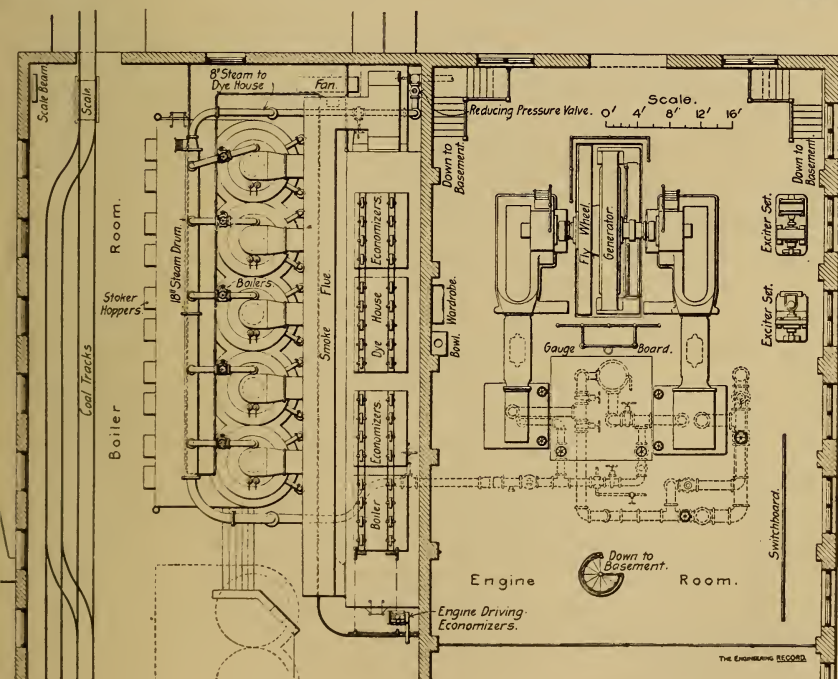 Scale Beam.
Scale
8" Steam to
Dye House
Fan.
Reducing Pressure Valve.
Scale.
0' 4' 8' 12' 16'
Down to
Basement.
Down to
Basement.
Room.
18" Steam Drum.
Economizers.
Fly Wheel.
Generator.
Exciter Set.
Stoker
Hoppers.
Boilers
Smoke Flue.
Dye House
Wardrobe.
Bowl.
Gauge Board.
Exciter Set.
Coal Tracks
Boiler
Economizers.
Boiler
Switchboard.
Down to
Basement.
Engine Room.
Engine Driving
Economizers.
THE ENGINEERING RECORD.